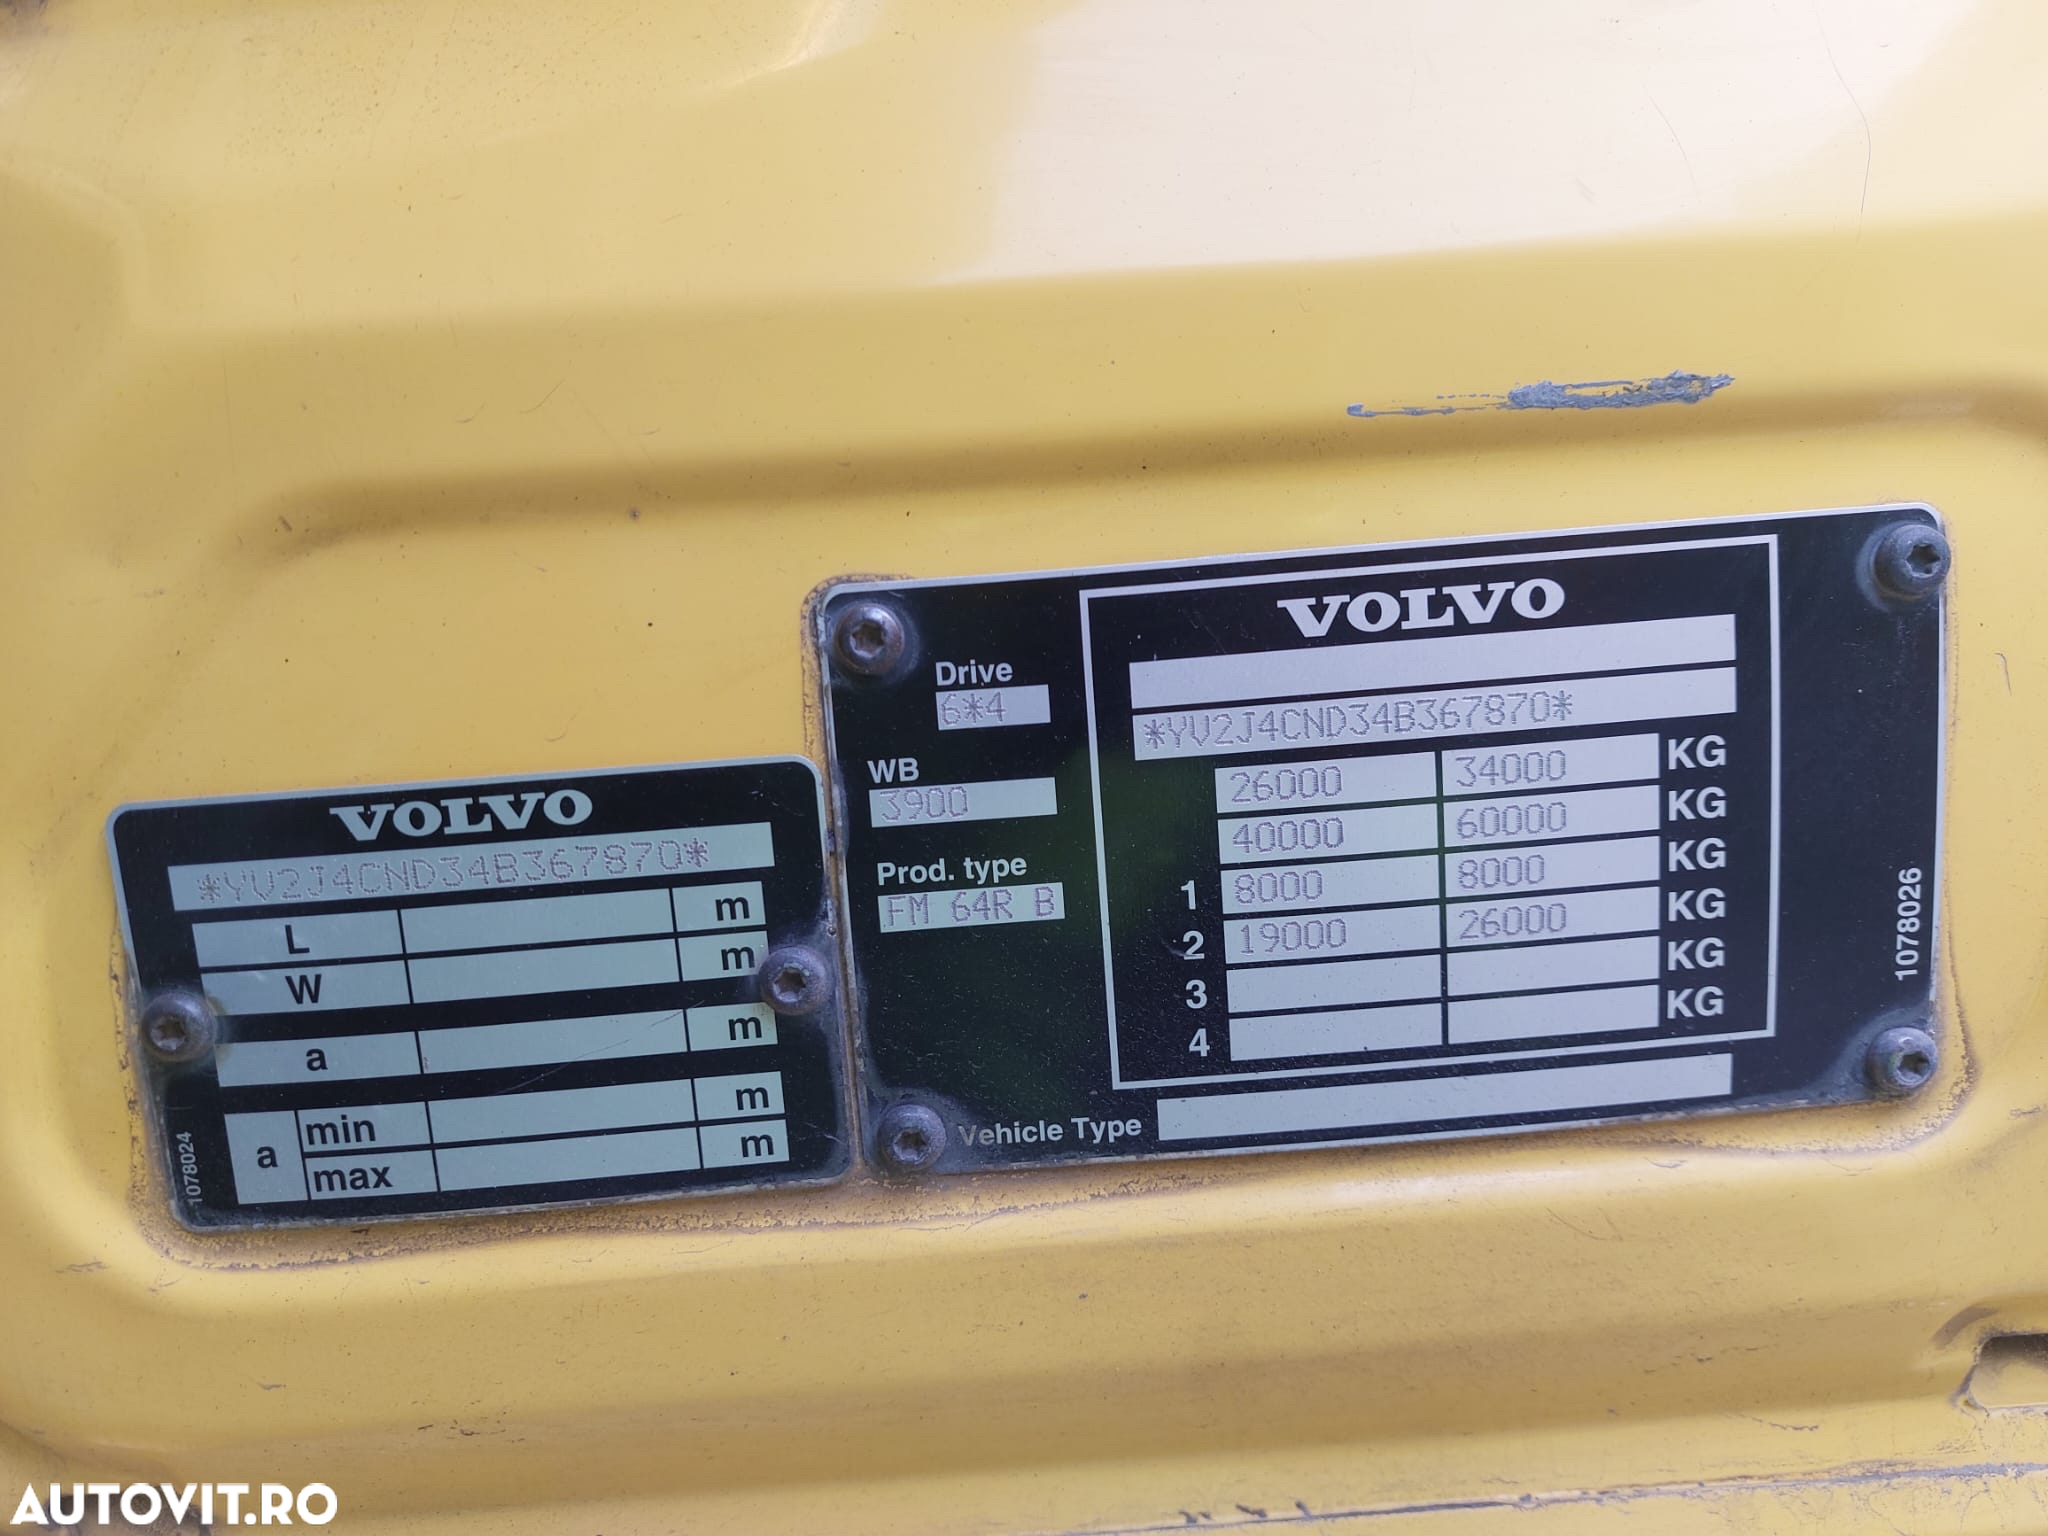 VOLVO
*YV2J4CND34B367870*
L m
W m
a m
a min m
max m
1078024
VOLVO
Drive
6*4
*YV2J4CND34B367870*
WB
3900
26000 34000 KG
40000 60000 KG
Prod. type
FM 64R B
1 8000 8000 KG
2 19000 26000 KG
3 KG
4 KG
Vehicle Type
1078026
AUTOVIT.RO